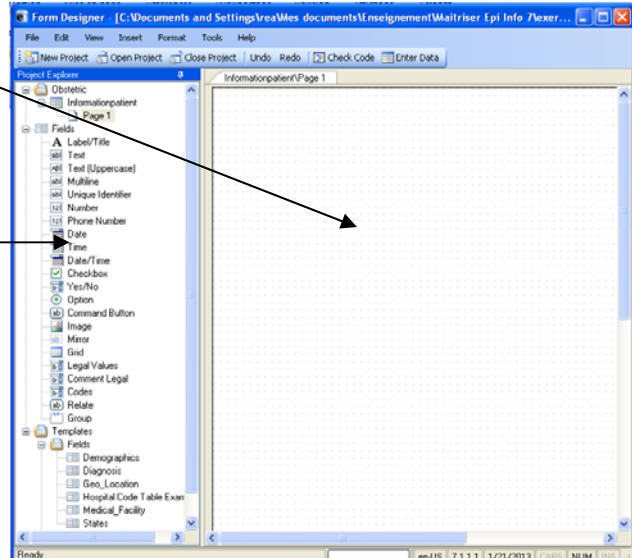 Form Designer - [C:\Documents and Settings\rea\Mes documents\Enseignement\Maitriser Epi Info 7\exer...
File Edit View Insert Format Tools Help
New Project Open Project Close Project Undo Redo Check Code Enter Data
Project Explorer
Informationpatient\Page 1
Obstetric
Informationpatient
Page 1
Fields
A Label/Title
Text
Text (Uppercase)
Multiline
Unique Identifier
Number
Phone Number
Date
Time
Date/Time
Checkbox
Yes/No
Option
Command Button
Image
Mirror
Grid
Legal Values
Comment Legal
Codes
Relate
Group
Templates
Fields
Demographics
Diagnosis
Geo_Location
Hospital Code Table Exan
Medical_Facility
States
Ready en-US 7.1.1.1 1/21/2013 CAPS NUM INS